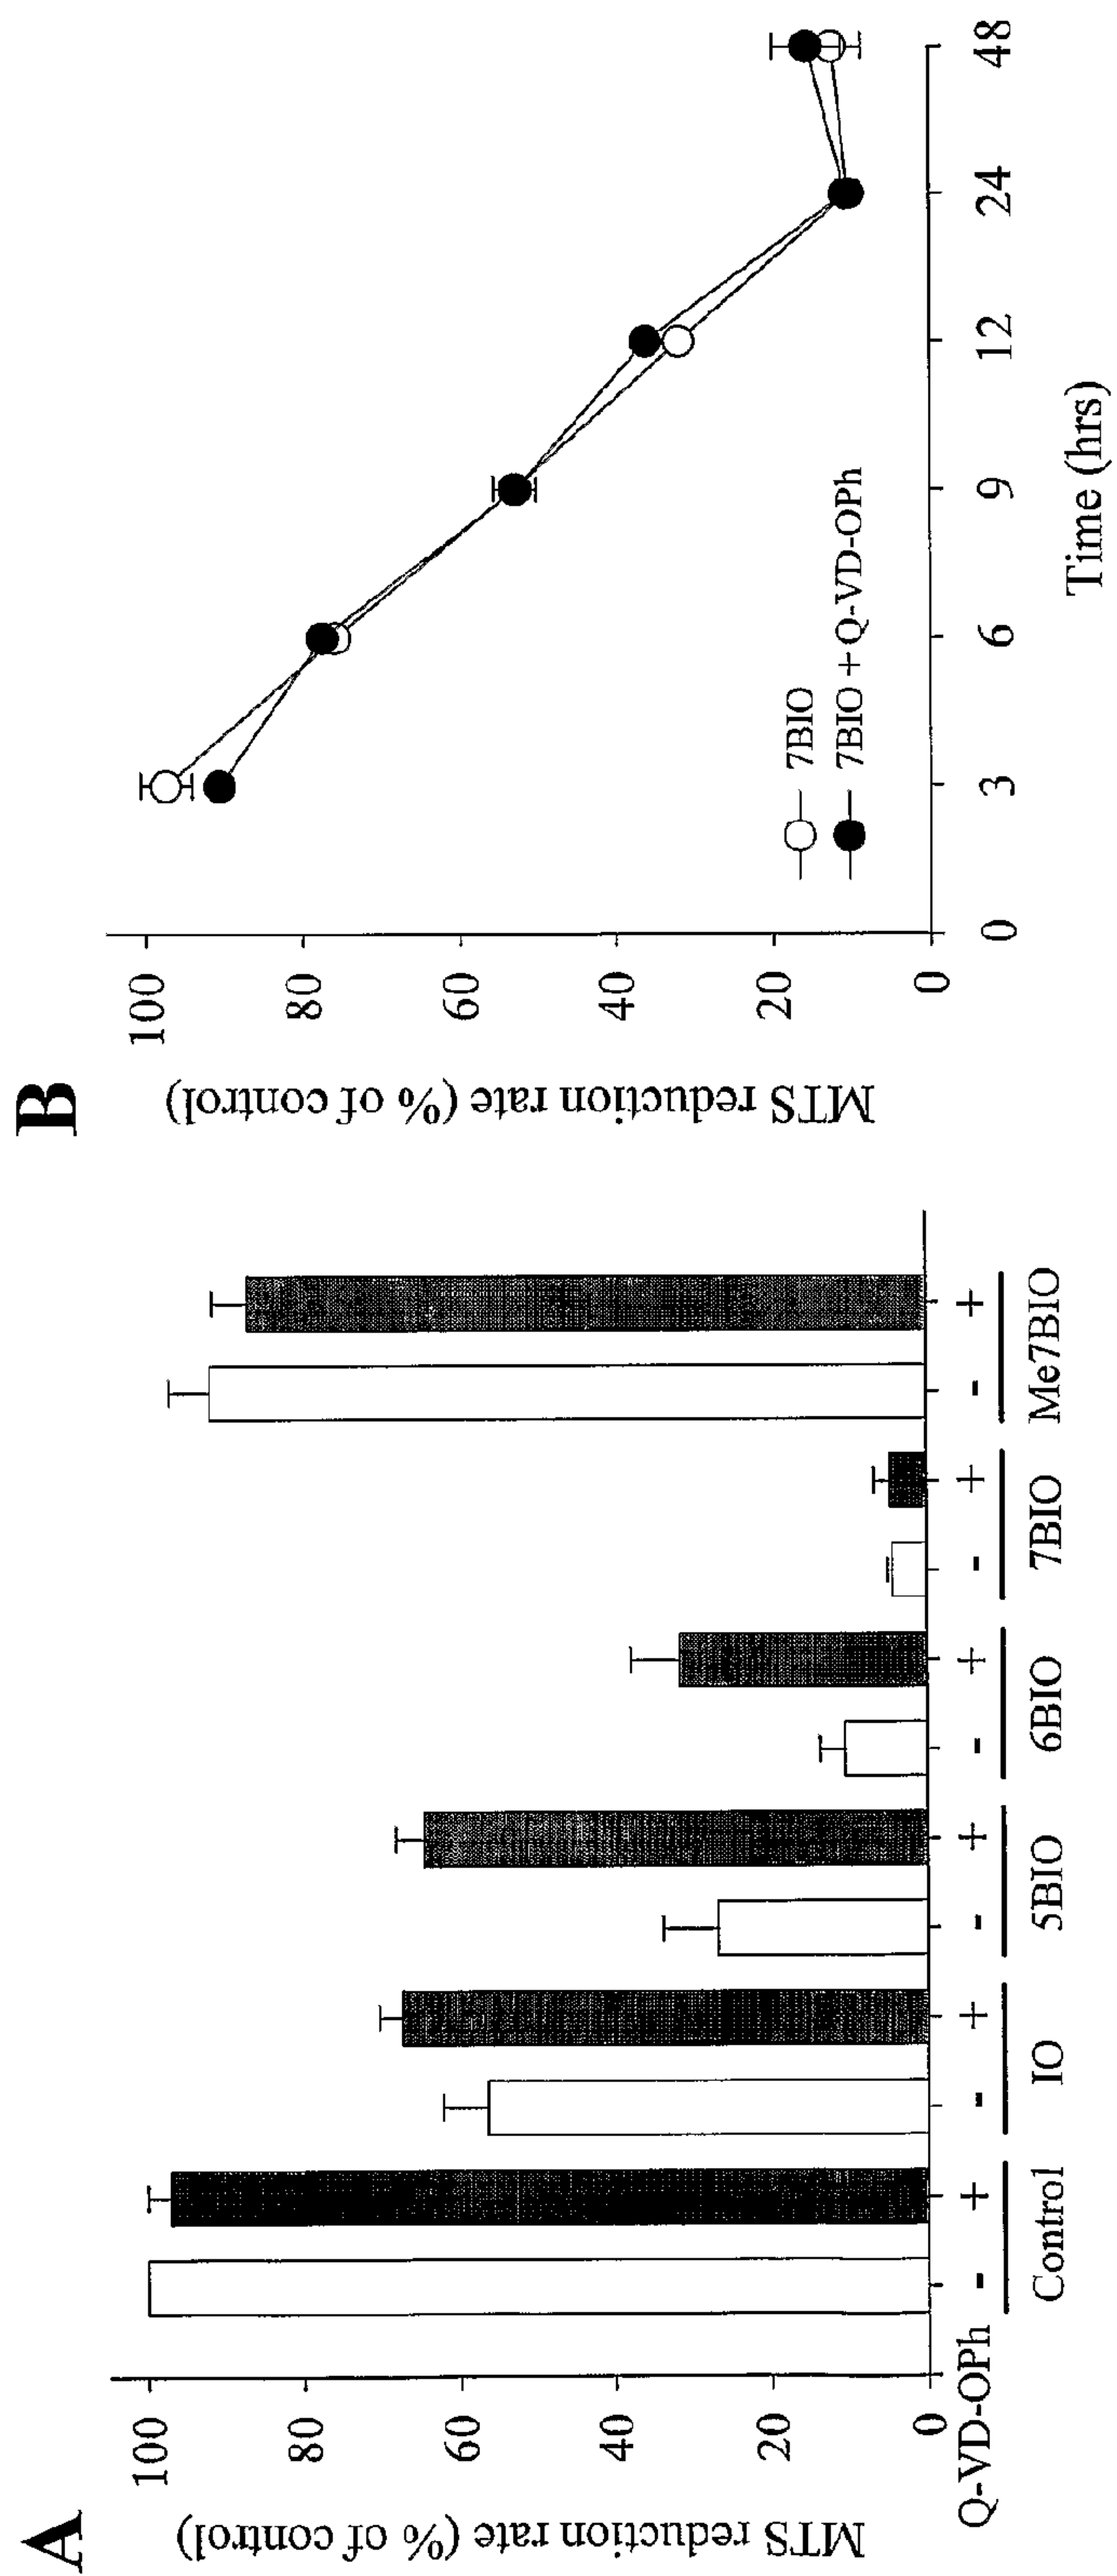 A
MTS reduction rate (% of control)
100
80
60
40
20
0
Q-VD-OPh
- + - + - + - + - + - +
Control IO 5BIO 6BIO 7BIO Me7BIO
B
MTS reduction rate (% of control)
100
80
60
40
20
0
7BIO
7BIO + Q-VD-OPh
0 3 6 9 12 24 48
Time (hrs)